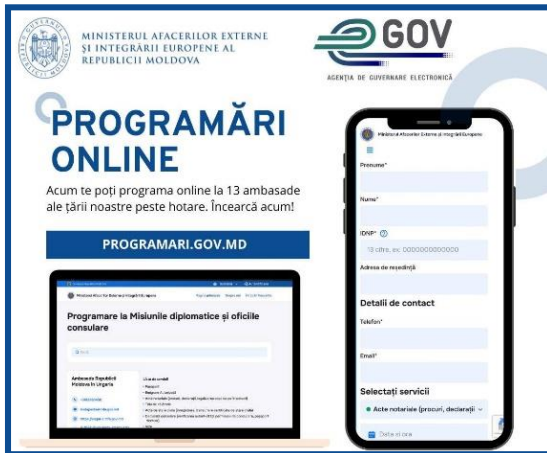 MINISTERUL AFACERILOR EXTERNE
ȘI INTEGRĂRII EUROPENE AL
REPUBLICII MOLDOVA
GOV
AGENȚIA DE GUVERNARE ELECTRONICĂ
PROGRAMĂRI
ONLINE
Acum te poți programa online la 13 ambasade
ale țării noastre peste hotare. Încearcă acum!
PROGRAMARI.GOV.MD
Programare la Misiunile diplomatice și oficiile
consulare
Ambasada Republicii
Moldova în Ungaria
Ministerul Afacerilor Externe și Integrării Europene
Prenume*
Nume*
IDNP*
13 cifre, ex: 0000000000000
Adresa de reședință
Detalii de contact
Telefon*
Email*
Selectați servicii
Acte notariale (procuri, declarații
Data și ora